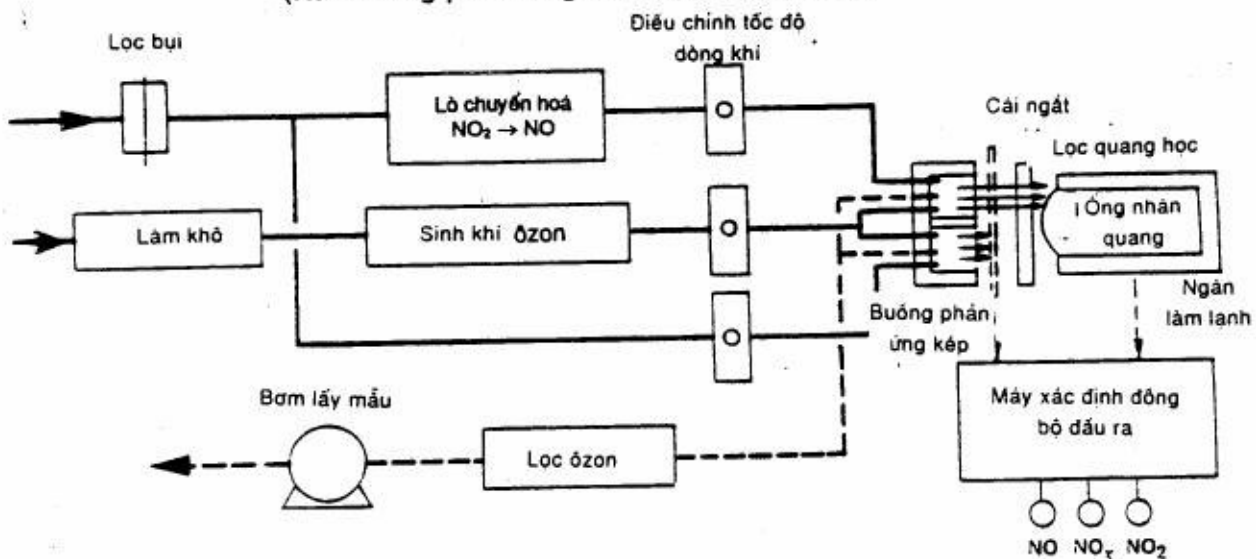 Điều chỉnh tốc độ
dòng khí
Lọc bụi
Lò chuyển hoá
NO₂ → NO
Cái ngắt
Lọc quang học
Làm khô
Sinh khí ôzon
Ống nhân
quang
Buồng phản
ứng kép
Ngăn
làm lạnh
Bơm lấy mẫu
Lọc ôzon
Máy xác định đồng
bộ đầu ra
NO NOₓ NO₂